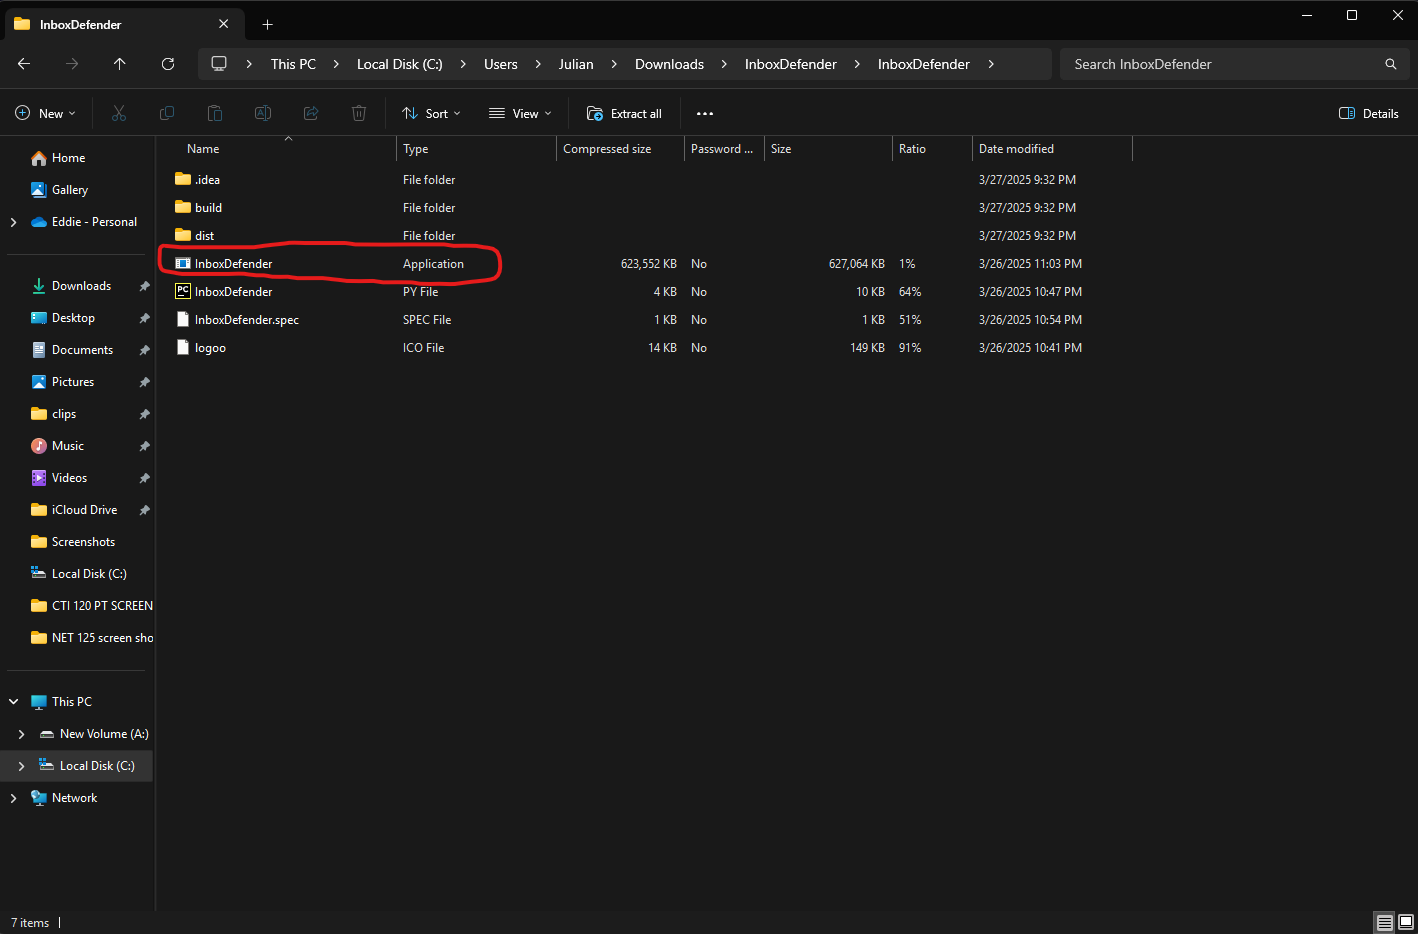 InboxDefender
This PC Local Disk (C:) Users Julian Downloads InboxDefender InboxDefender
Search InboxDefender
New Sort View Extract all ••• Details
Name Type Compressed size Password ... Size Ratio Date modified
.idea File folder 3/27/2025 9:32 PM
build File folder 3/27/2025 9:32 PM
dist File folder 3/27/2025 9:32 PM
InboxDefender Application 623,552 KB No 627,064 KB 1% 3/26/2025 11:03 PM
PC InboxDefender PY File 4 KB No 10 KB 64% 3/26/2025 10:47 PM
InboxDefender.spec SPEC File 1 KB No 1 KB 51% 3/26/2025 10:54 PM
logoo ICO File 14 KB No 149 KB 91% 3/26/2025 10:41 PM
Home
Gallery
Eddie - Personal
Downloads
Desktop
Documents
Pictures
clips
Music
Videos
iCloud Drive
Screenshots
Local Disk (C:)
CTI 120 PT SCREEN
NET 125 screen sho
This PC
New Volume (A:)
Local Disk (C:)
Network
7 items